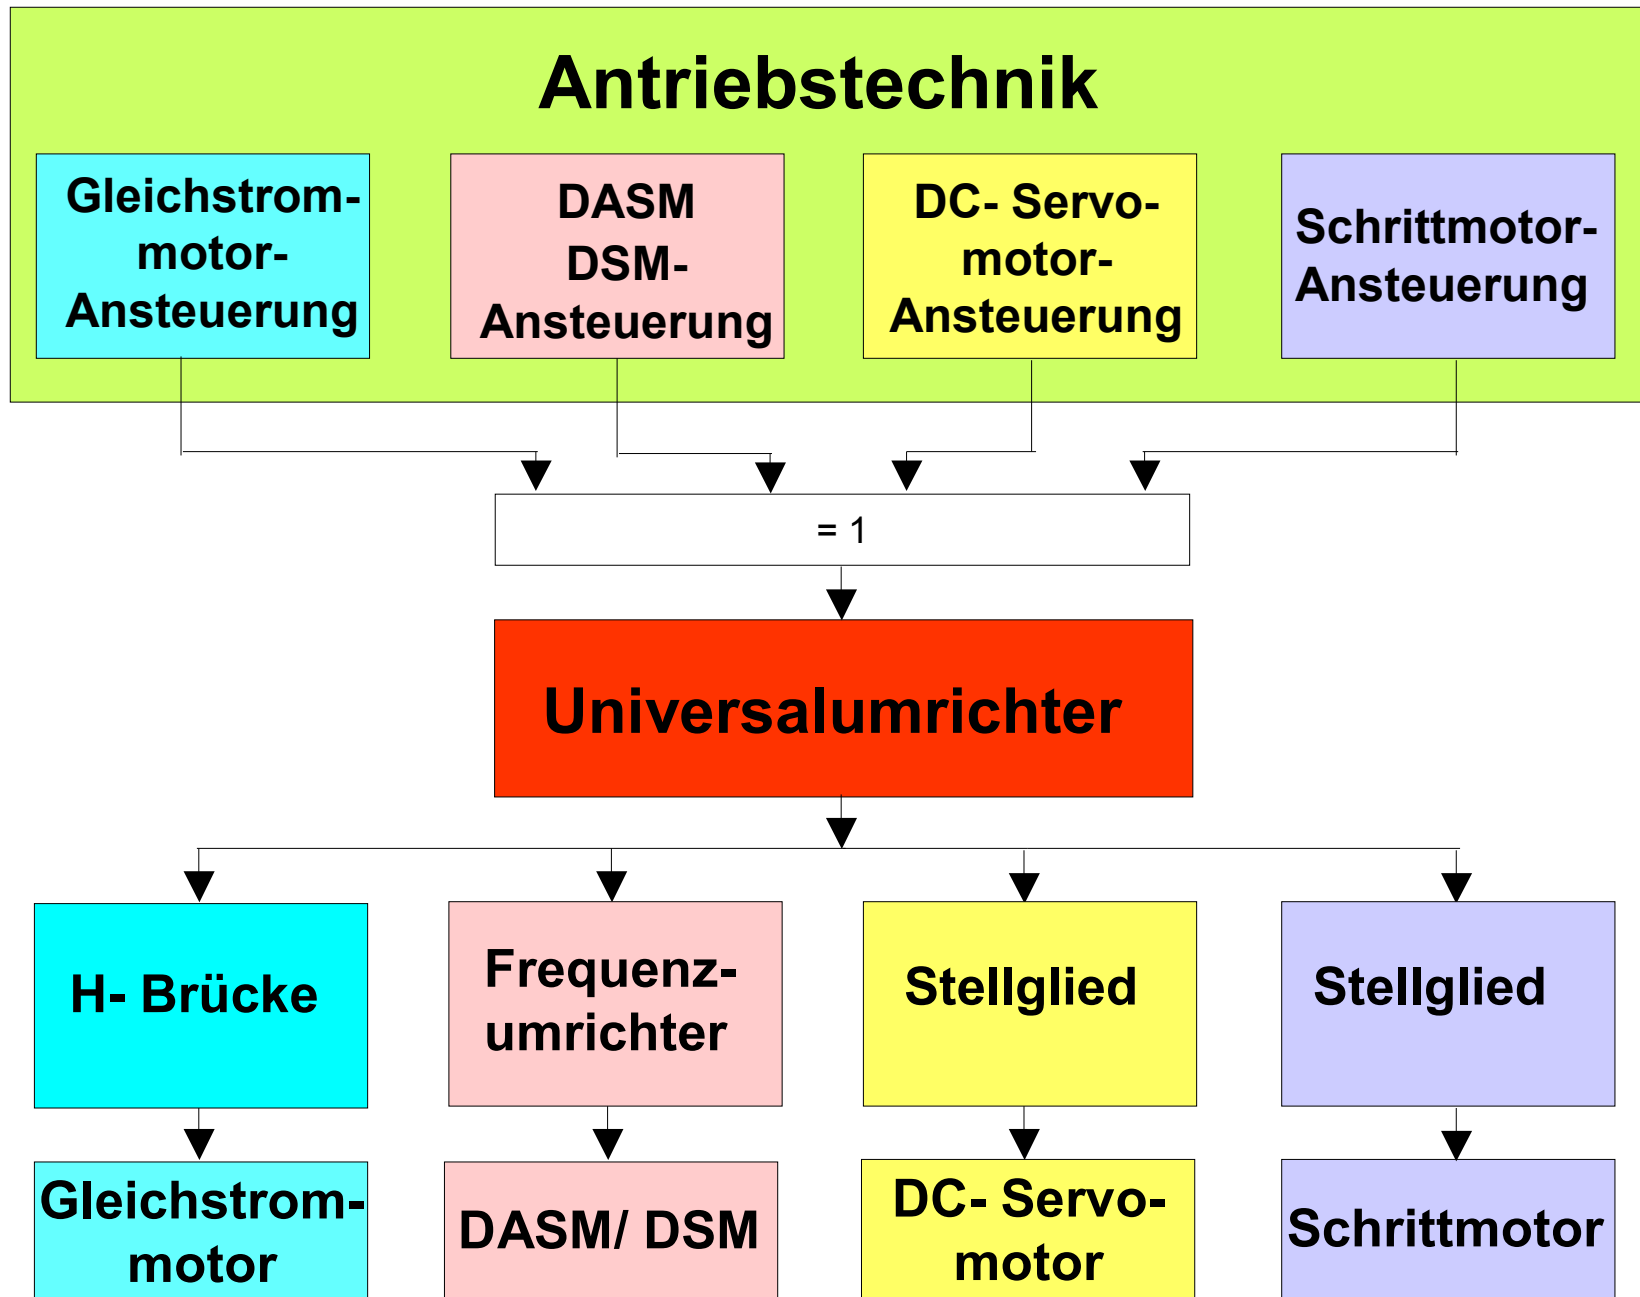 Antriebstechnik
Gleichstrom-
motor-
Ansteuerung
DASM
DSM-
Ansteuerung
DC- Servo-
motor-
Ansteuerung
Schrittmotor-
Ansteuerung
= 1
Universalumrichter
H- Brücke
Frequenz-
umrichter
Stellglied
Stellglied
Gleichstrom-
motor
DASM/ DSM
DC- Servo-
motor
Schrittmotor